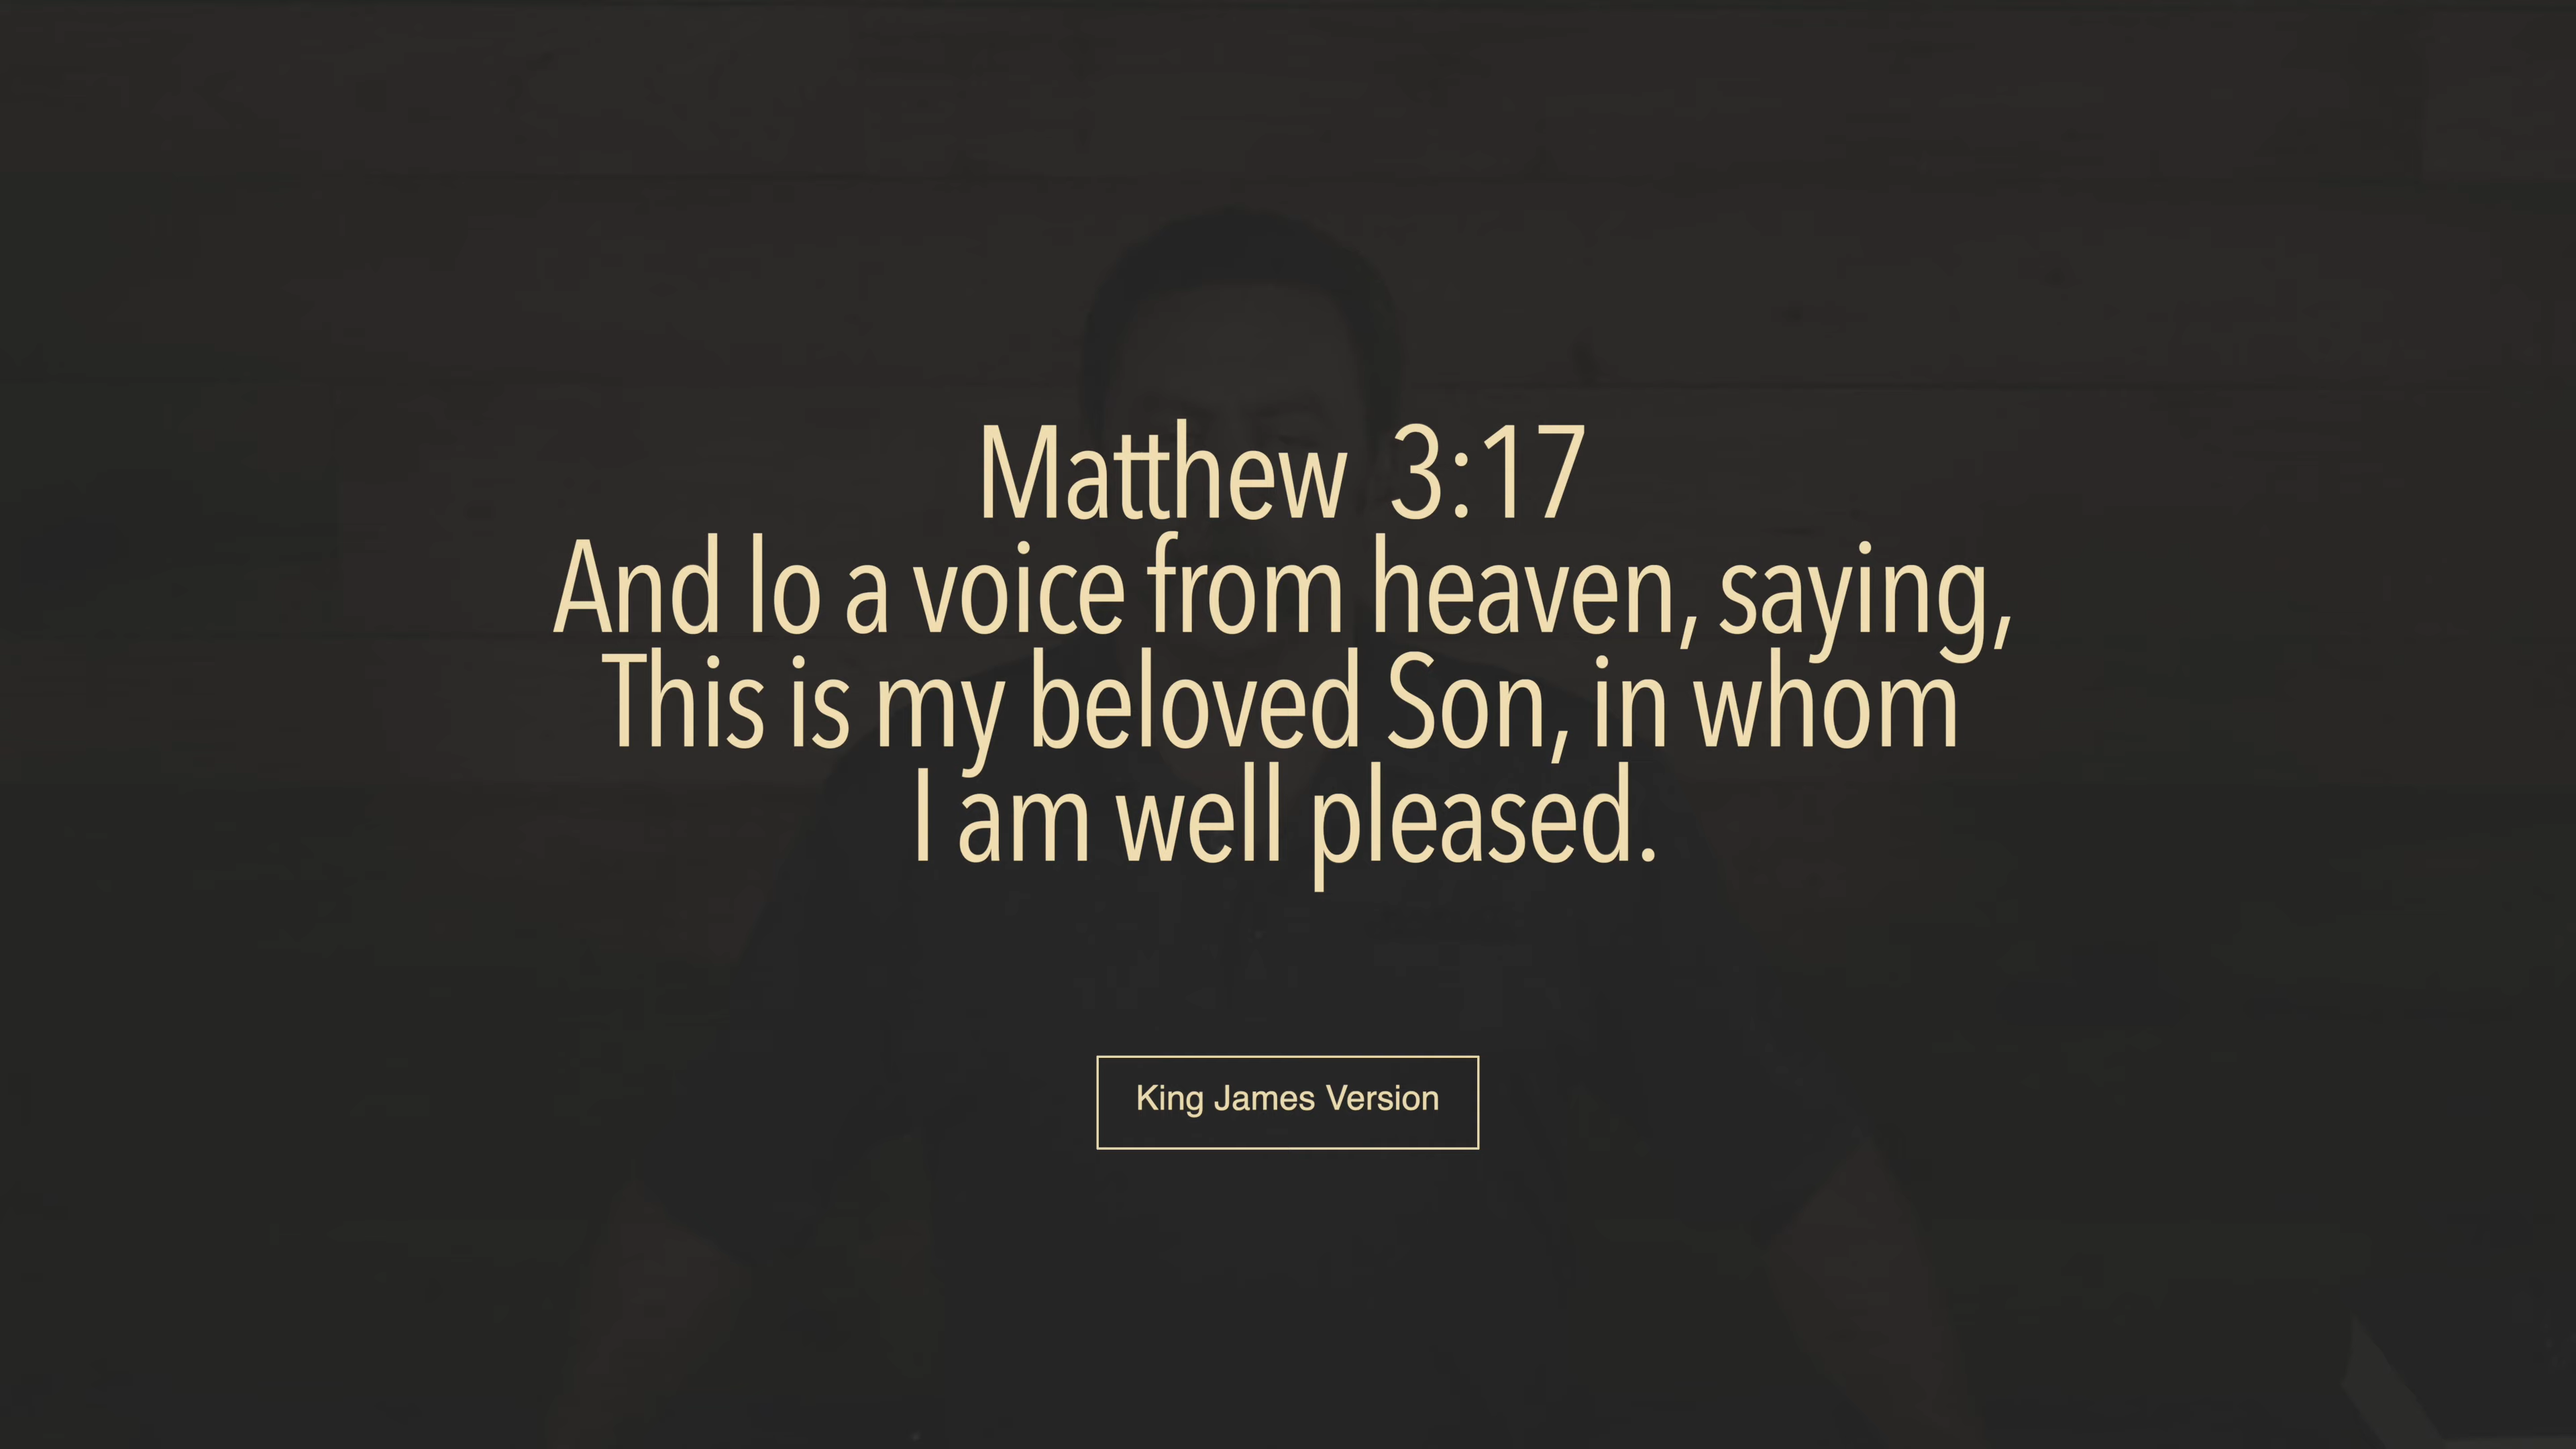 Matthew 3:17
And lo a voice from heaven, saying,
This is my beloved Son, in whom
I am well pleased.
King James Version